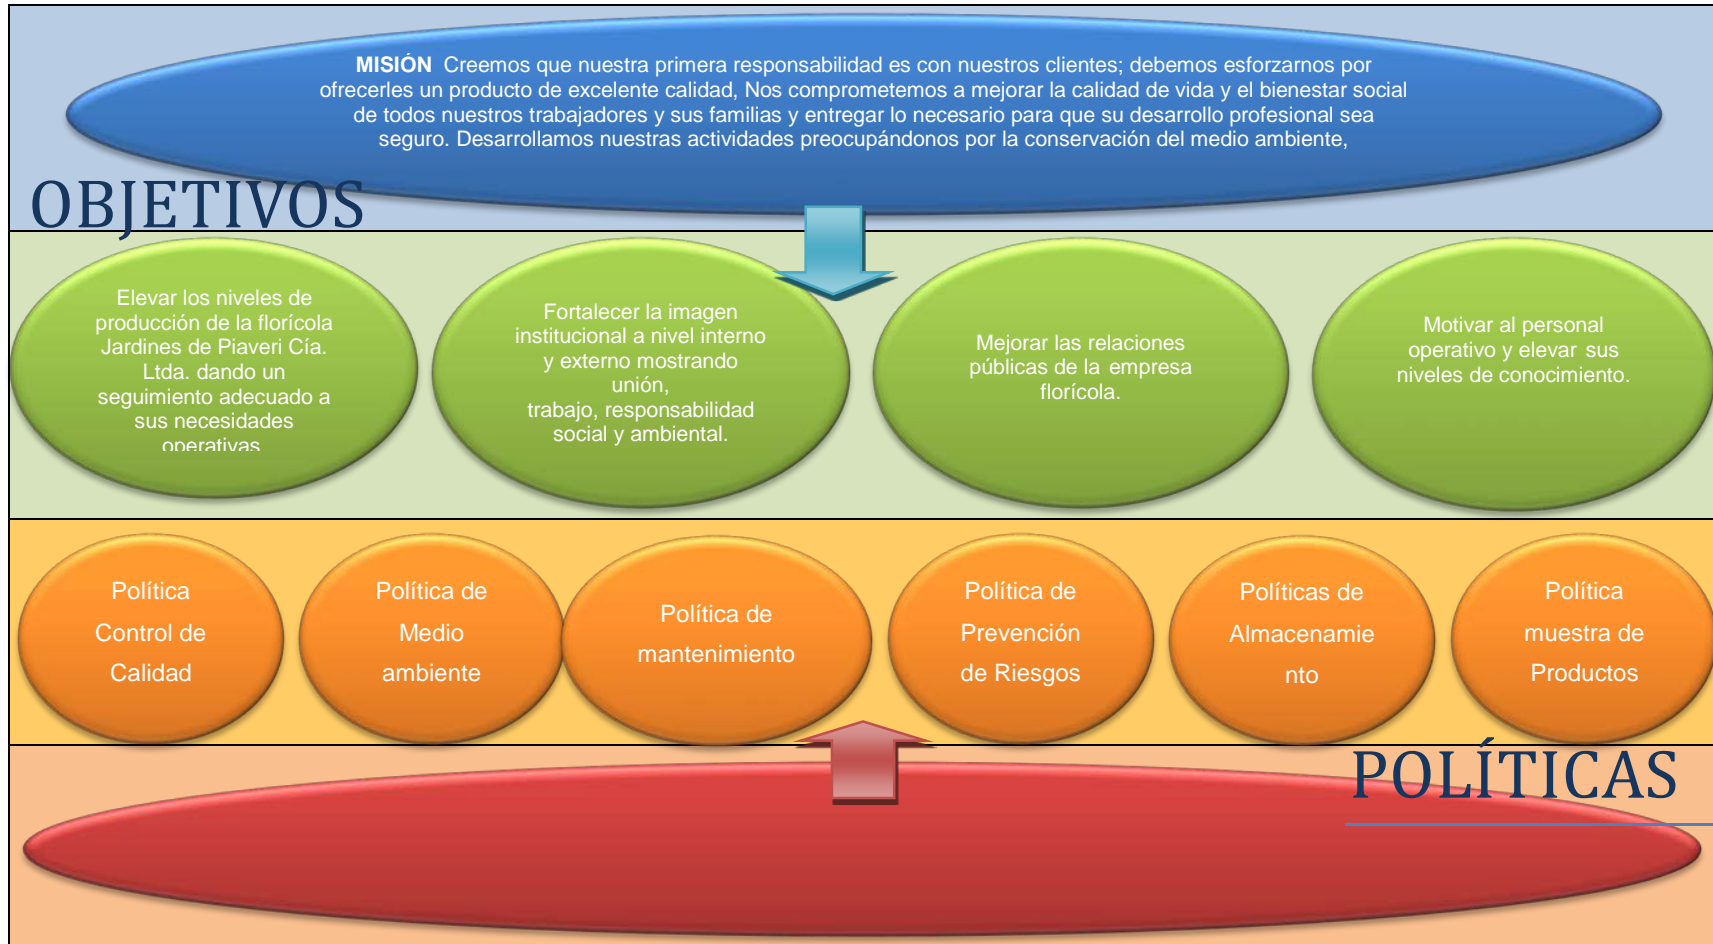 MISIÓN Creemos que nuestra primera responsabilidad es con nuestros clientes; debemos esforzarnos por
ofrecerles un producto de excelente calidad, Nos comprometemos a mejorar la calidad de vida y el bienestar social
de todos nuestros trabajadores y sus familias y entregar lo necesario para que su desarrollo profesional sea
seguro. Desarrollamos nuestras actividades preocupándonos por la conservación del medio ambiente,
OBJETIVOS
Elevar los niveles de
producción de la florícola
Jardines de Piaveri Cía.
Ltda. dando un
seguimiento adecuado a
sus necesidades
operativas
Fortalecer la imagen
institucional a nivel interno
y externo mostrando
unión,
trabajo, responsabilidad
social y ambiental.
Mejorar las relaciones
públicas de la empresa
florícola.
Motivar al personal
operativo y elevar sus
niveles de conocimiento.
Política
Control de
Calidad
Política de
Medio
ambiente
Política de
mantenimiento
Política de
Prevención
de Riesgos
Políticas de
Almacenamie
nto
Política
muestra de
Productos
POLÍTICAS